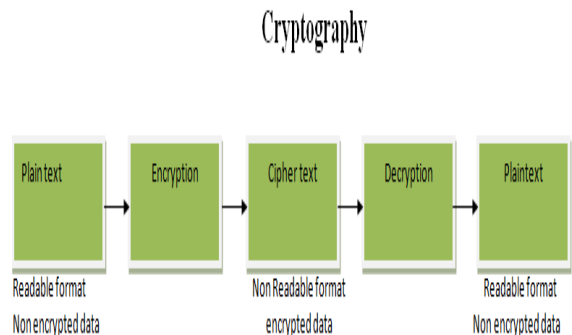 Cryptography
Plain text
Encryption
Cipher text
Decryption
Plaintext
Readable format
Non encrypted data
Non Readable format
encrypted data
Readable format
Non encrypted data